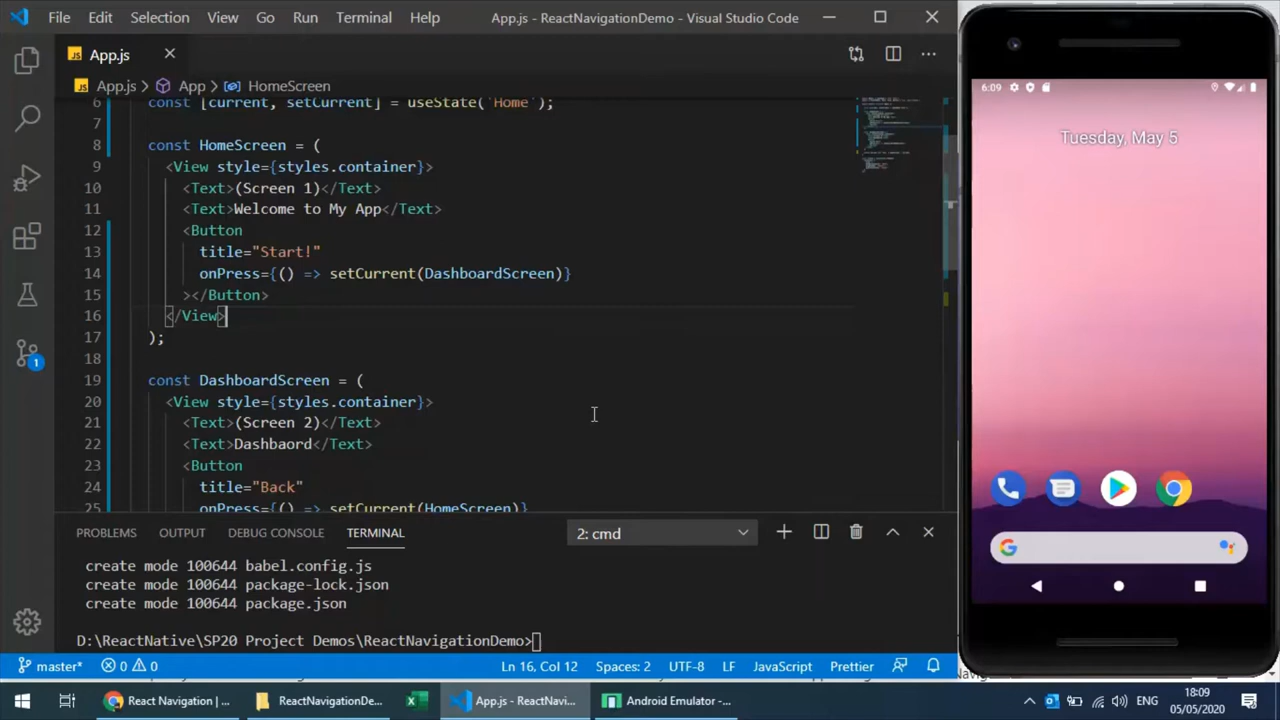 File Edit Selection View Go Run Terminal Help App.js - ReactNavigationDemo - Visual Studio Code
JS App.js
JS App.js > App > HomeScreen
6 const [current, setCurrent] = useState('Home');
7
8 const HomeScreen = (
9 <View style={styles.container}>
10 <Text>(Screen 1)</Text>
11 <Text>Welcome to My App</Text>
12 <Button
13 title="Start!"
14 onPress={() => setCurrent(DashboardScreen)}
15 ></Button>
16 </View>
17 );
18
19 const DashboardScreen = (
20 <View style={styles.container}>
21 <Text>(Screen 2)</Text>
22 <Text>Dashbaord</Text>
23 <Button
24 title="Back"
25 onPress={() => setCurrent(HomeScreen)}
1
PROBLEMS OUTPUT DEBUG CONSOLE TERMINAL 2: cmd
create mode 100644 babel.config.js
create mode 100644 package-lock.json
create mode 100644 package.json
D:\ReactNative\SP20 Project Demos\ReactNavigationDemo>
master* 0 0 Ln 16, Col 12 Spaces: 2 UTF-8 LF JavaScript Prettier
6:09
Tuesday, May 5
G
React Navigation | ... ReactNavigationDe... App.js - ReactNavi... Android Emulator -... ENG 18:09
05/05/2020